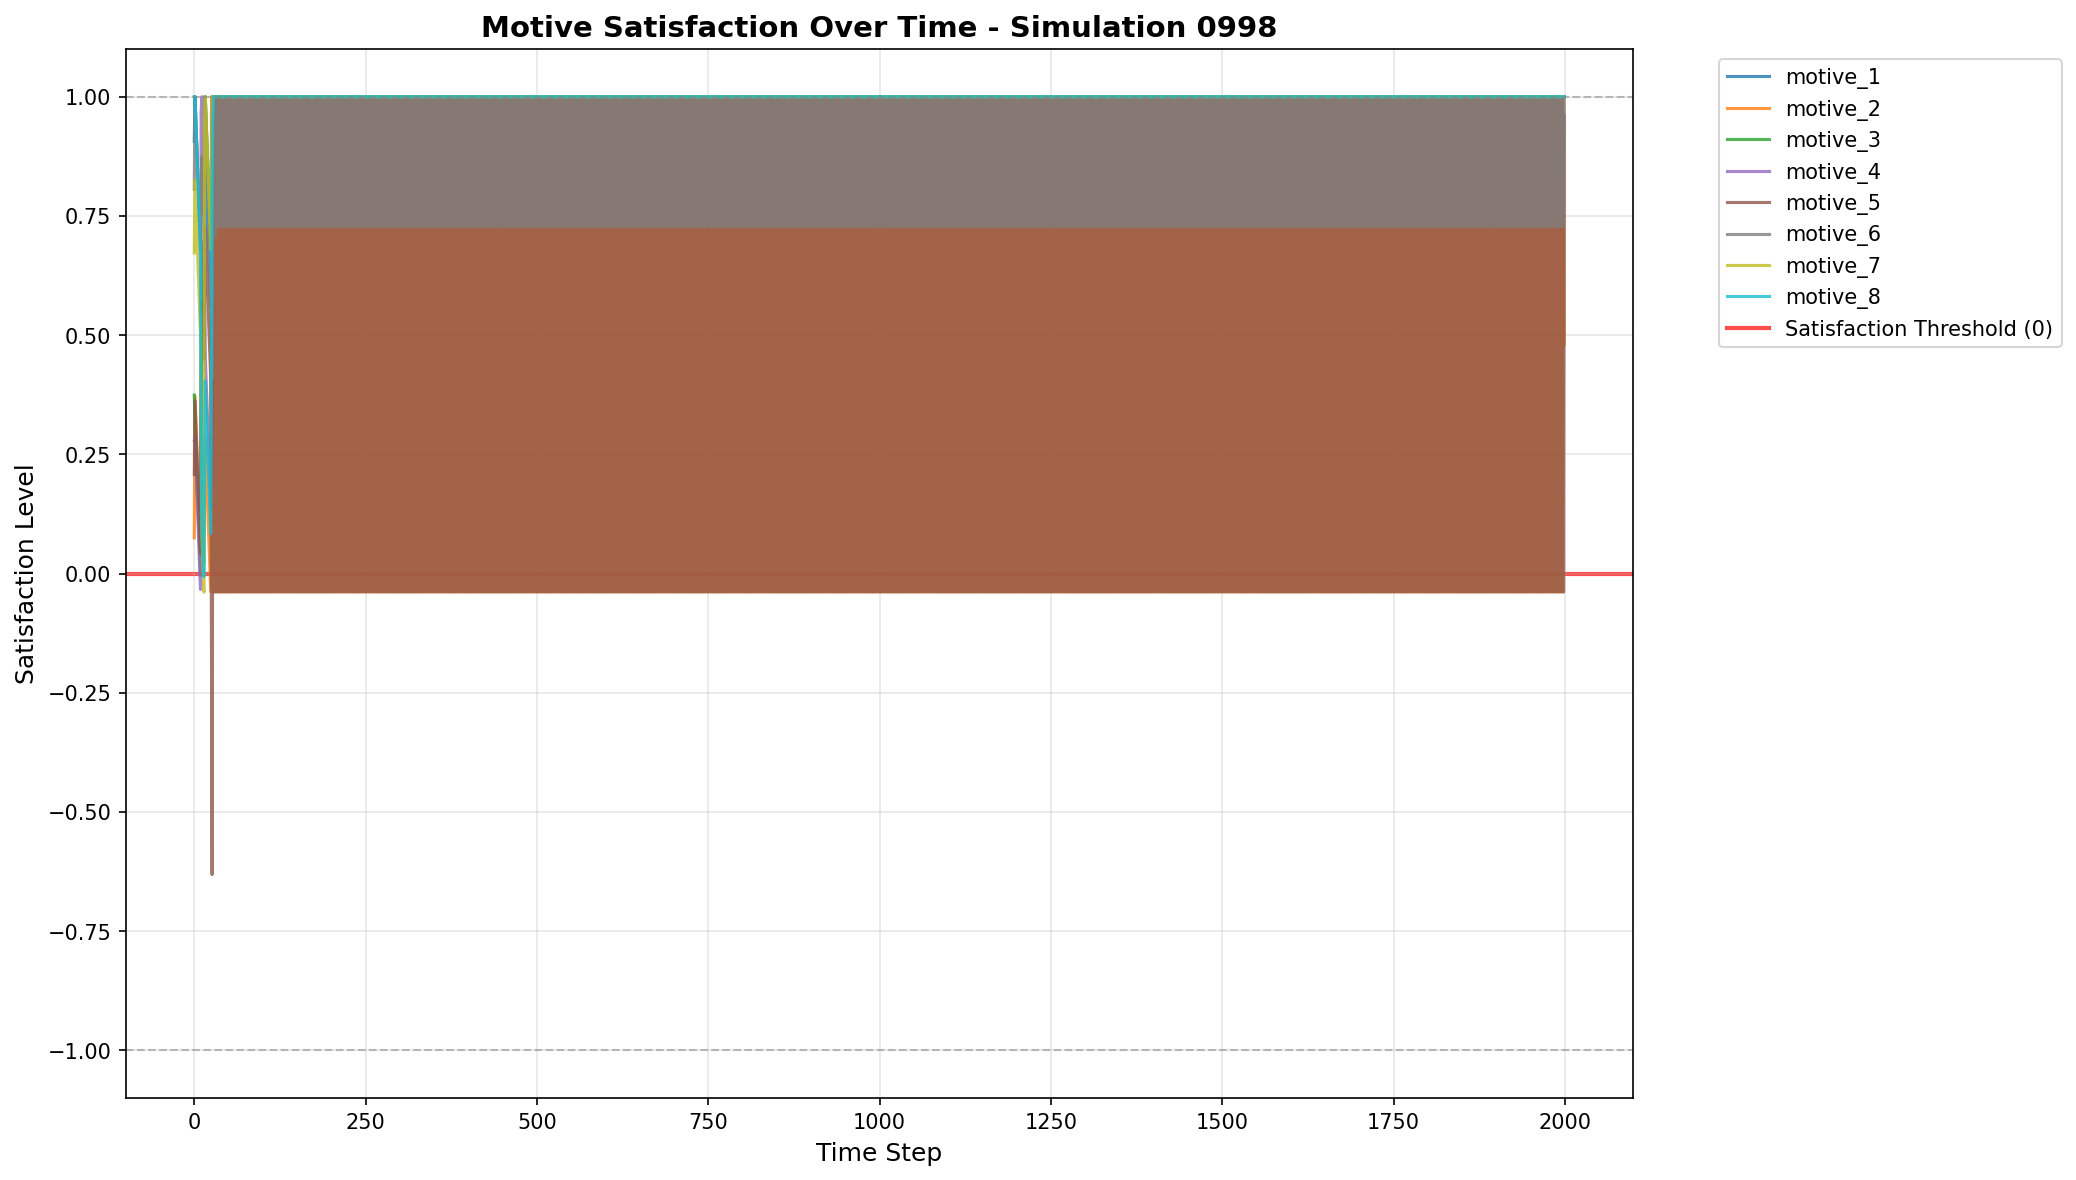 Motive Satisfaction Over Time - Simulation 0998
Satisfaction Level
1.00
0.75
0.50
0.25
0.00
−0.25
−0.50
−0.75
−1.00
0
250
500
750
1000
1250
1500
1750
2000
Time Step
motive_1
motive_2
motive_3
motive_4
motive_5
motive_6
motive_7
motive_8
Satisfaction Threshold (0)